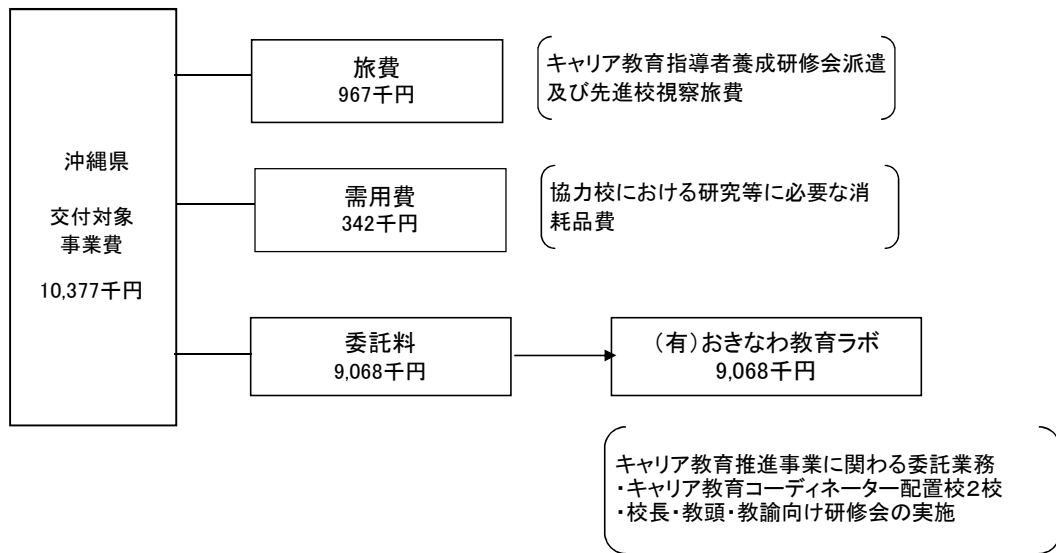 沖縄県
交付対象
事業費
10,377千円
旅費
967千円
キャリア教育指導者養成研修会派遣
及び先進校視察旅費
需用費
342千円
協力校における研究等に必要な消
耗品費
委託料
9,068千円
（有）おきなわ教育ラボ
9,068千円
キャリア教育推進事業に関わる委託業務
・キャリア教育コーディネーター配置校２校
・校長・教頭・教諭向け研修会の実施